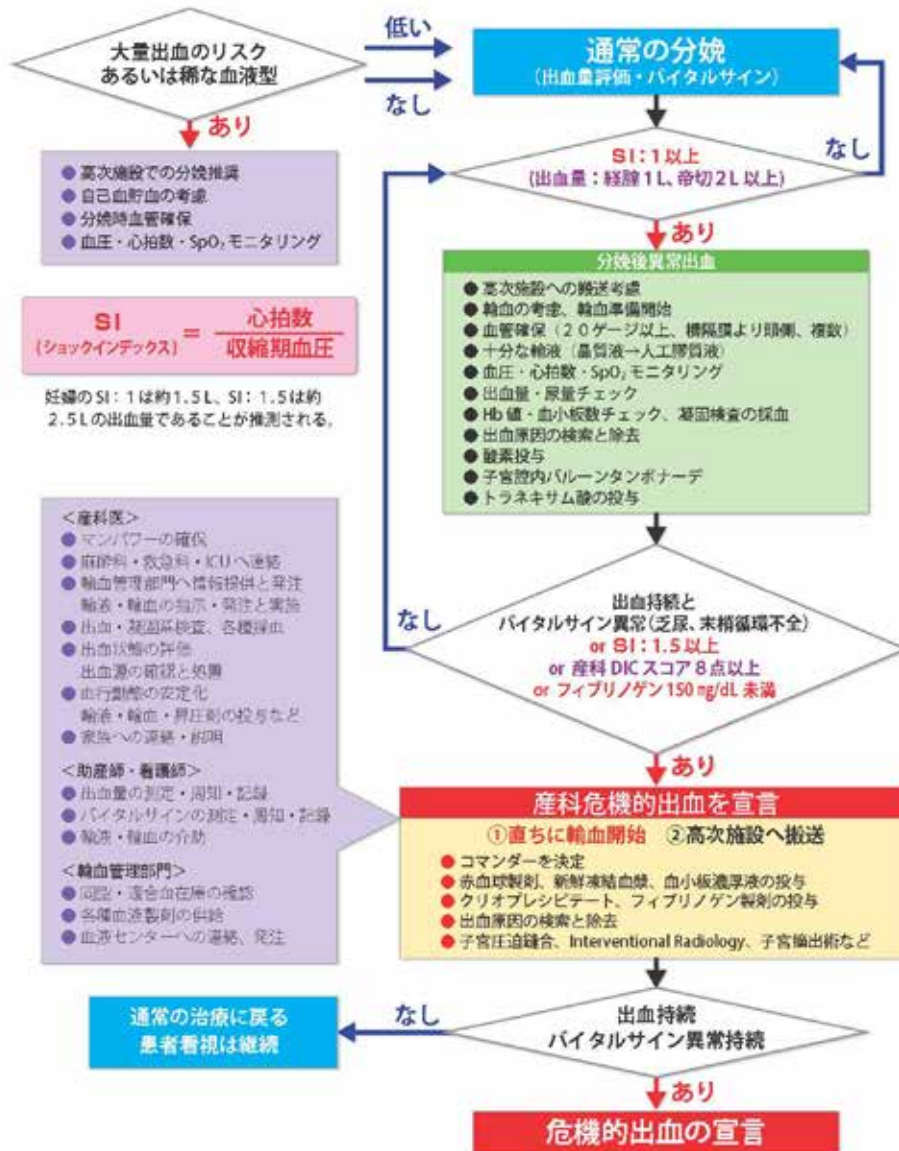 大量出血のリスク
あるいは稀な血液型
低い
なし
あり
通常の分娩
(出血量評価・バイタルサイン)
SI:1以上
(出血量:経腟1L、帝切2L以上)
なし
あり
● 高次施設での分娩推奨
● 自己血貯血の考慮
● 分娩時血管確保
● 血圧・心拍数・SpO₂モニタリング
SI
(ショックインデックス)
=
心拍数
収縮期血圧
妊婦のSI:1は約1.5L、SI:1.5は約
2.5Lの出血量であることが推測される。
分娩後異常出血
● 高次施設への搬送考慮
● 輸血の考慮、輸血準備開始
● 血管確保(20ゲージ以上、横隔膜より頭側、複数)
● 十分な輸液(晶質液→人工膠質液)
● 血圧・心拍数・SpO₂モニタリング
● 出血量・尿量チェック
● Hb値・血小板数チェック、凝固検査の採血
● 出血原因の検索と除去
● 酸素投与
● 子宮腔内バルーンタンポナーデ
● トラネキサム酸の投与
出血持続と
バイタルサイン異常(乏尿、末梢循環不全)
or SI:1.5以上
or 産科DICスコア8点以上
or フィブリノゲン150mg/dL未満
なし
あり
<産科医>
● マンパワーの確保
● 麻酔科・救急科・ICUへ連絡
● 輸血管理部門へ情報提供と発注
輸液・輸血の指示・発注と実施
● 出血・凝固系検査、各種採血
● 出血状態の評価
出血源の確認と処置
● 血行動態の安定化
輸液・輸血・昇圧剤の投与など
● 家族への連絡・説明
<助産師・看護師>
● 出血量の測定・周知・記録
● バイタルサインの測定・周知・記録
● 輸液・輸血の介助
<輸血管理部門>
● 同型・適合血在庫の確認
● 各種血液製剤の供給
● 血液センターへの連絡、発注
産科危機的出血を宣言
①直ちに輸血開始 ②高次施設へ搬送
● コマンダーを決定
● 赤血球製剤、新鮮凍結血漿、血小板濃厚液の投与
● クリオプレシピテート、フィブリノゲン製剤の投与
● 出血原因の検索と除去
● 子宮圧迫縫合、Interventional Radiology、子宮摘出術など
出血持続
バイタルサイン異常持続
なし
通常の治療に戻る
患者看視は継続
あり
危機的出血の宣言